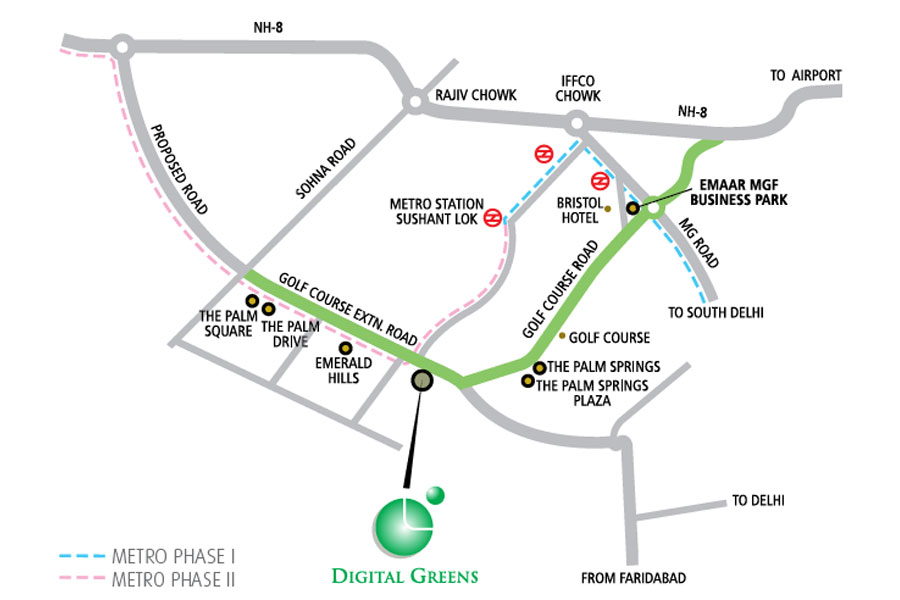 NH-8
TO AIRPORT
RAJIV CHOWK
IFFCO
CHOWK
NH-8
PROPOSED ROAD
SOHNA ROAD
METRO STATION
SUSHANT LOK
BRISTOL
HOTEL
EMAAR MGF
BUSINESS PARK
MG ROAD
TO SOUTH DELHI
GOLF COURSE EXTN. ROAD
GOLF COURSE ROAD
THE PALM
SQUARE
THE PALM
DRIVE
EMERALD
HILLS
GOLF COURSE
THE PALM SPRINGS
THE PALM SPRINGS
PLAZA
TO DELHI
FROM FARIDABAD
DIGITAL GREENS
METRO PHASE I
METRO PHASE II